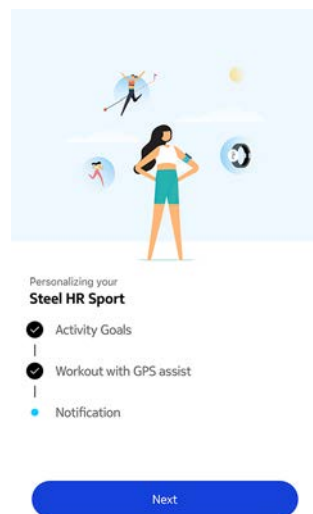 Personalizing your
Steel HR Sport
Activity Goals
Workout with GPS assist
Notification
Next